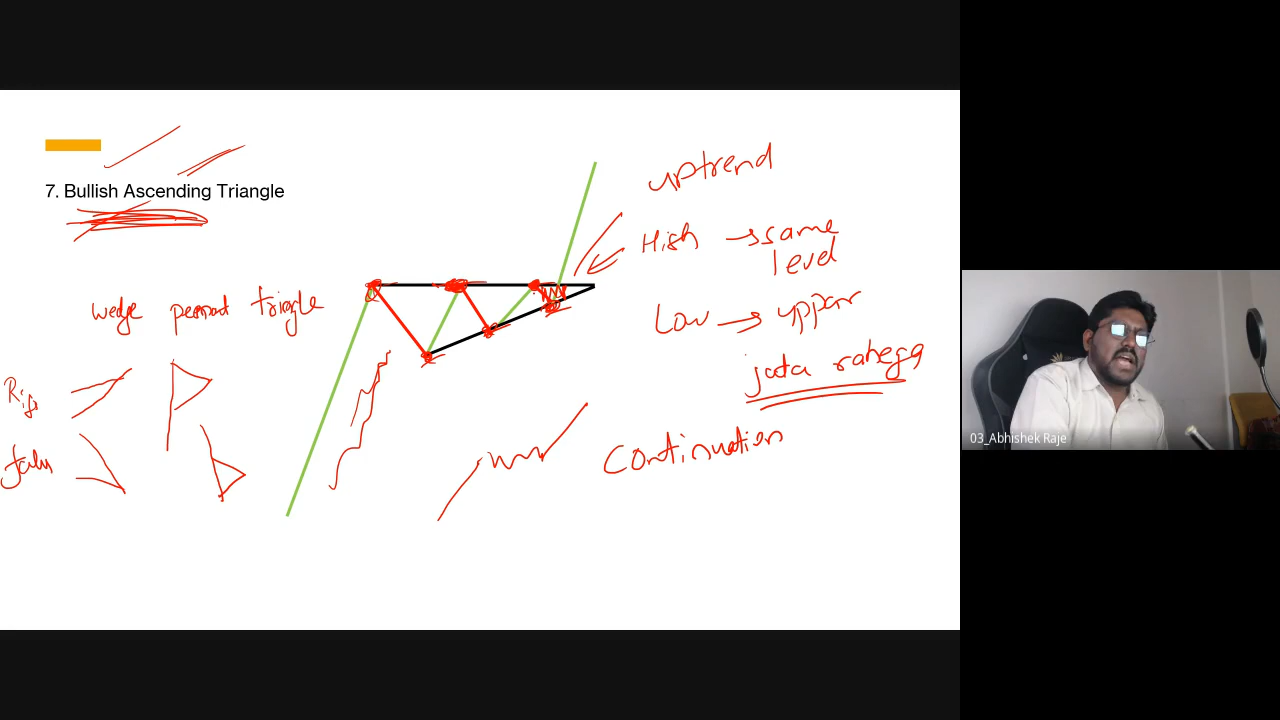 7. Bullish Ascending Triangle
uptrend
High → same
level
Low → upper
jata rahega
continuation
wedge pennant triangle
03_Abhishek Raje